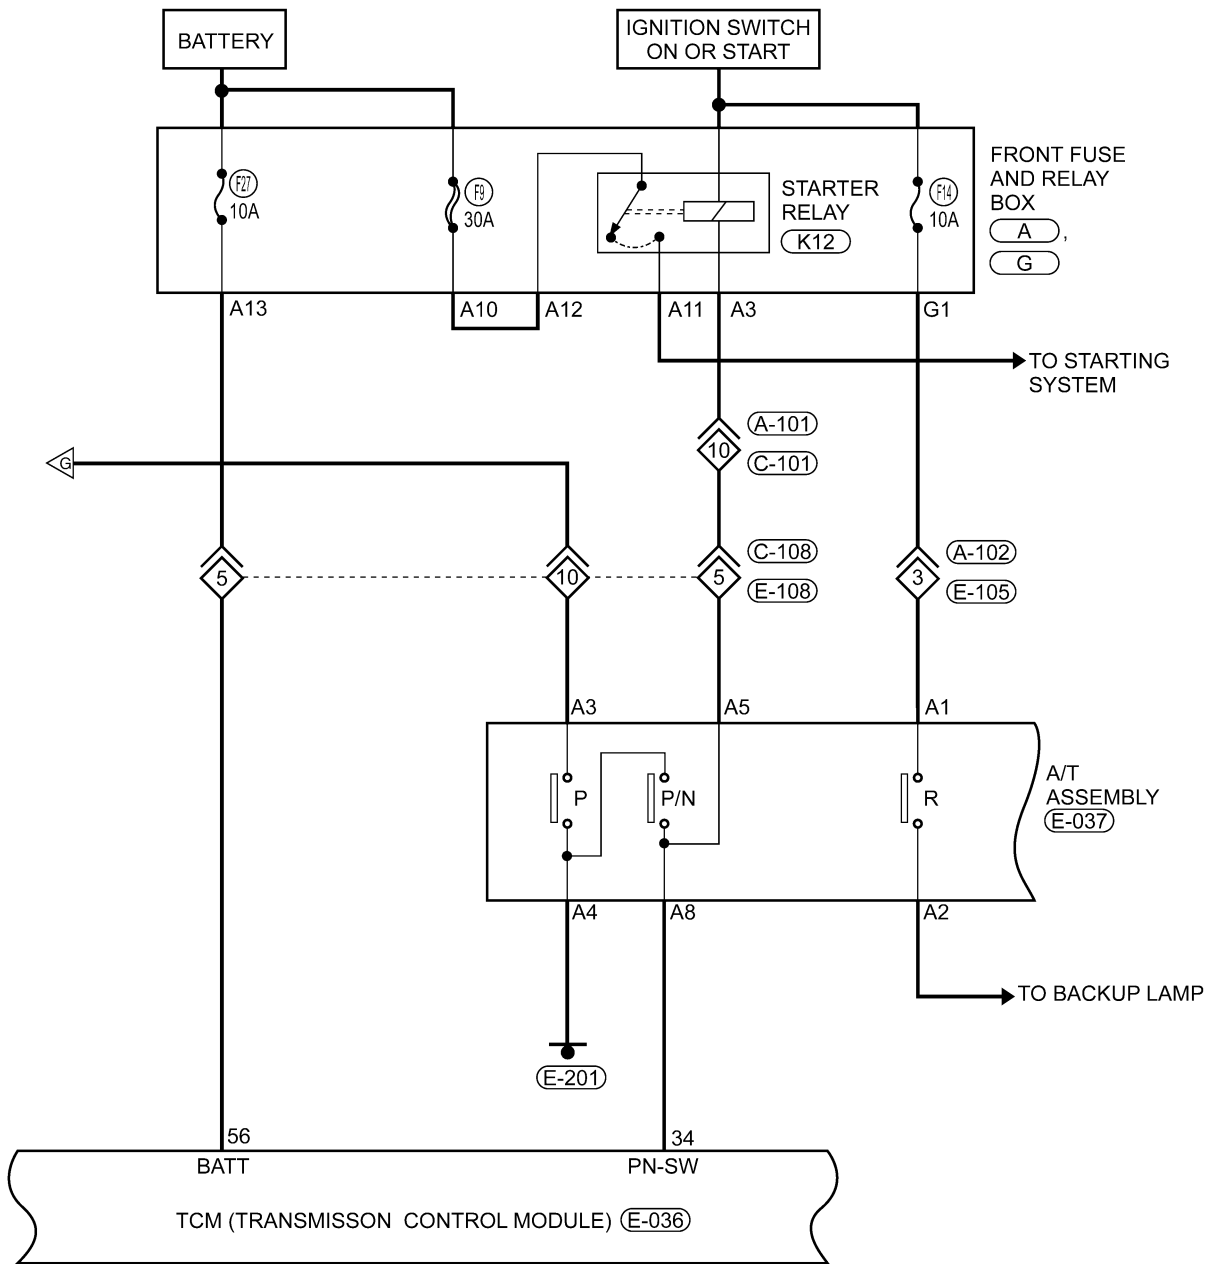 BATTERY
IGNITION SWITCH
ON OR START
F27
10A
F9
30A
STARTER
RELAY
K12
F14
10A
FRONT FUSE
AND RELAY
BOX
A ,
G
A13
A10
A12
A11
A3
G1
TO STARTING
SYSTEM
A-101
10
C-101
G
C-108
A-102
5
10
5
3
E-108
E-105
A3
A5
A1
P
P/N
R
A/T
ASSEMBLY
E-037
A4
A8
A2
TO BACKUP LAMP
E-201
56
34
BATT
PN-SW
TCM (TRANSMISSON CONTROL MODULE) E-036